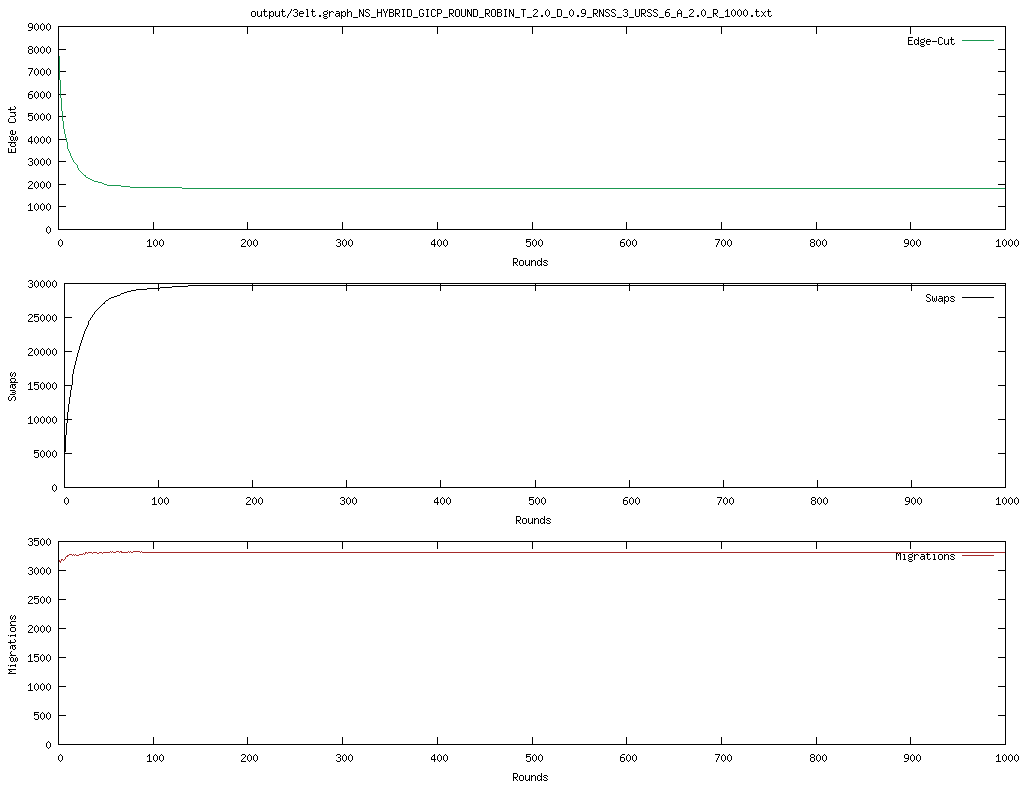 output/3elt.graph_NS_HYBRID_GICP_ROUND_ROBIN_T_2.0_D_0.9_RNSS_3_URSS_6_A_2.0_R_1000.txt
9000
8000
7000
6000
5000
4000
3000
2000
1000
0
Edge Cut
Edge-Cut
0 100 200 300 400 500 600 700 800 900 1000
Rounds
30000
25000
20000
15000
10000
5000
0
Swaps
Swaps
0 100 200 300 400 500 600 700 800 900 1000
Rounds
3500
3000
2500
2000
1500
1000
500
0
Migrations
Migrations
0 100 200 300 400 500 600 700 800 900 1000
Rounds